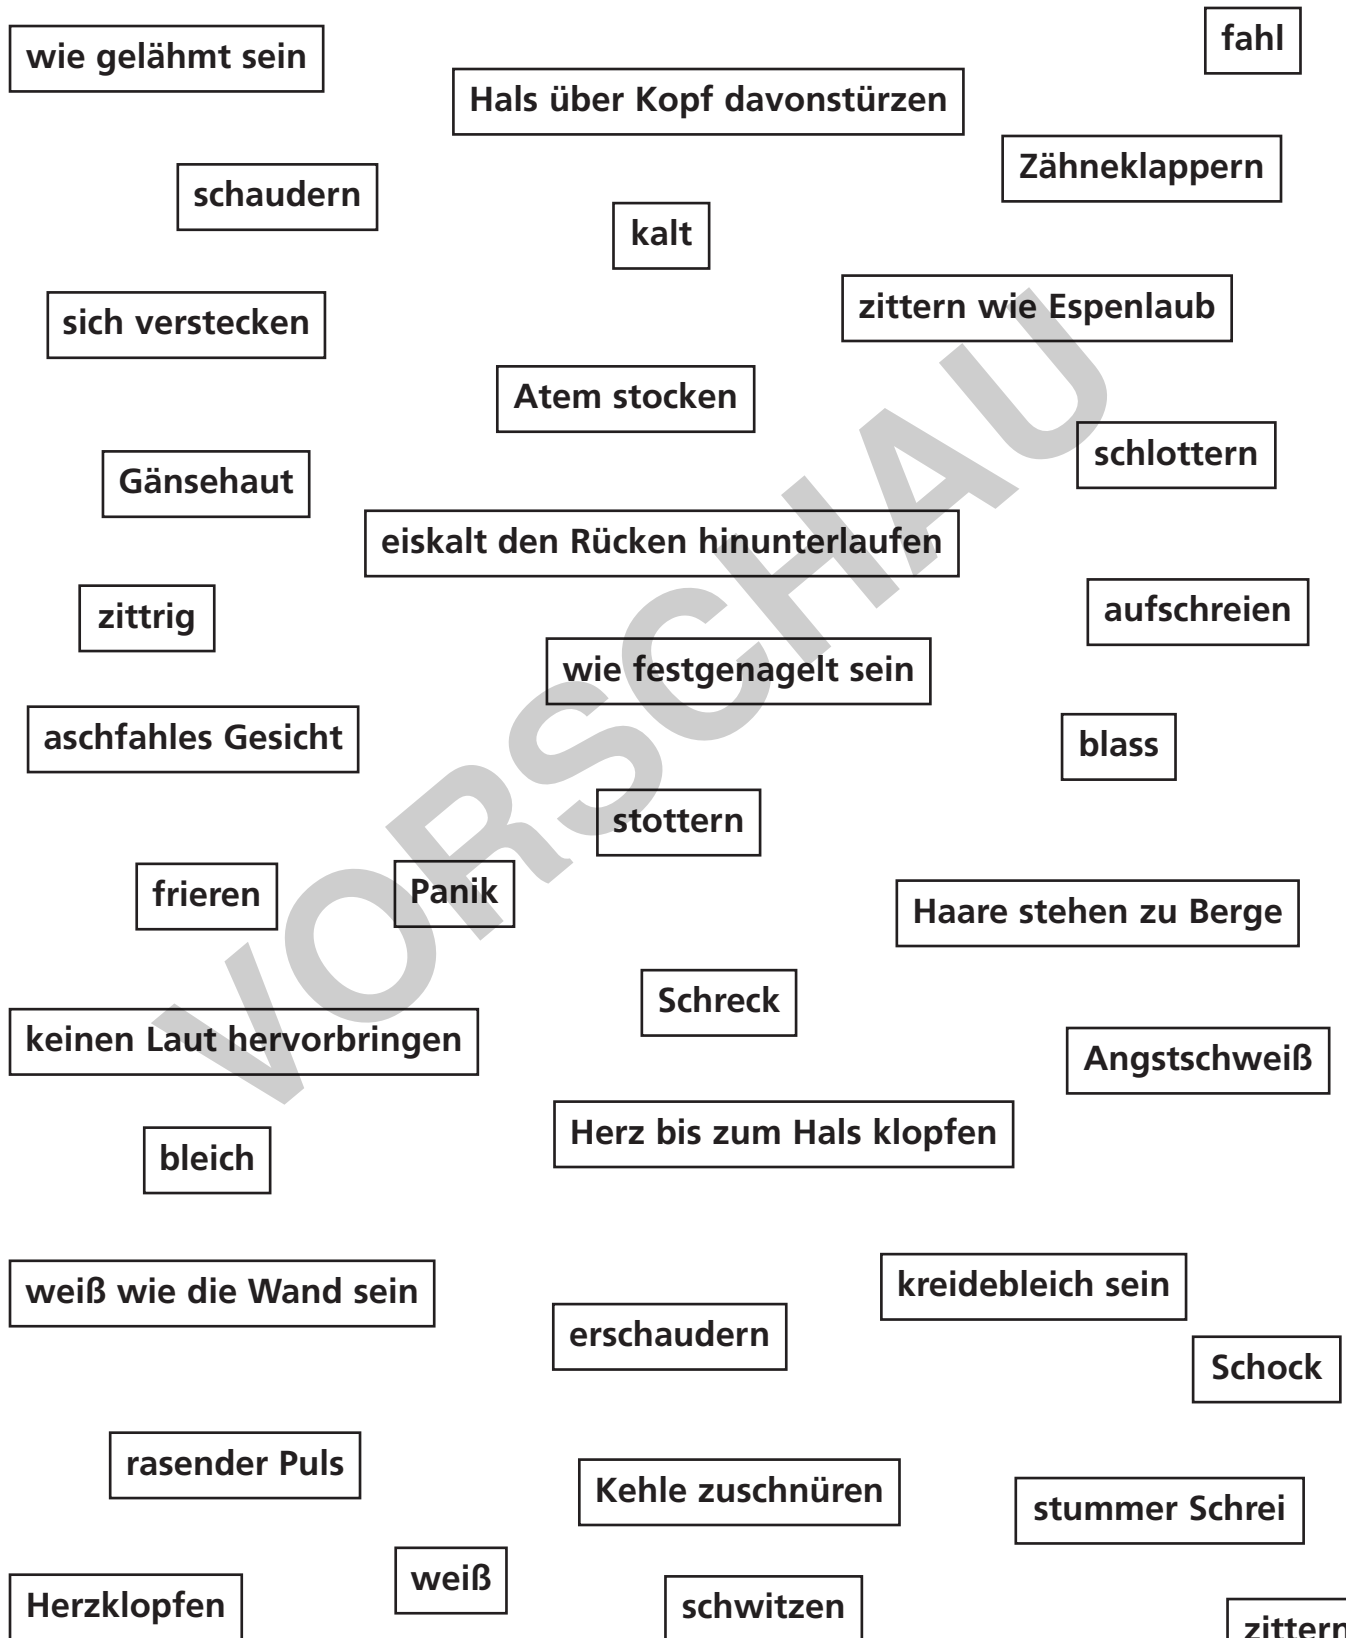 fahl
wie gelähmt sein
Hals über Kopf davonstürzen
Zähneklappern
schaudern
kalt
zittern wie Espenlaub
sich verstecken
Atem stocken
schlottern
Gänsehaut
eiskalt den Rücken hinunterlaufen
zittrig
aufschreien
wie festgenagelt sein
aschfahles Gesicht
blass
stottern
frieren
Panik
Haare stehen zu Berge
Schreck
keinen Laut hervorbringen
Angstschweiß
Herz bis zum Hals klopfen
bleich
weiß wie die Wand sein
kreidebleich sein
erschaudern
Schock
rasender Puls
Kehle zuschnüren
stummer Schrei
weiß
Herzklopfen
schwitzen
zittern
VORSCHAU